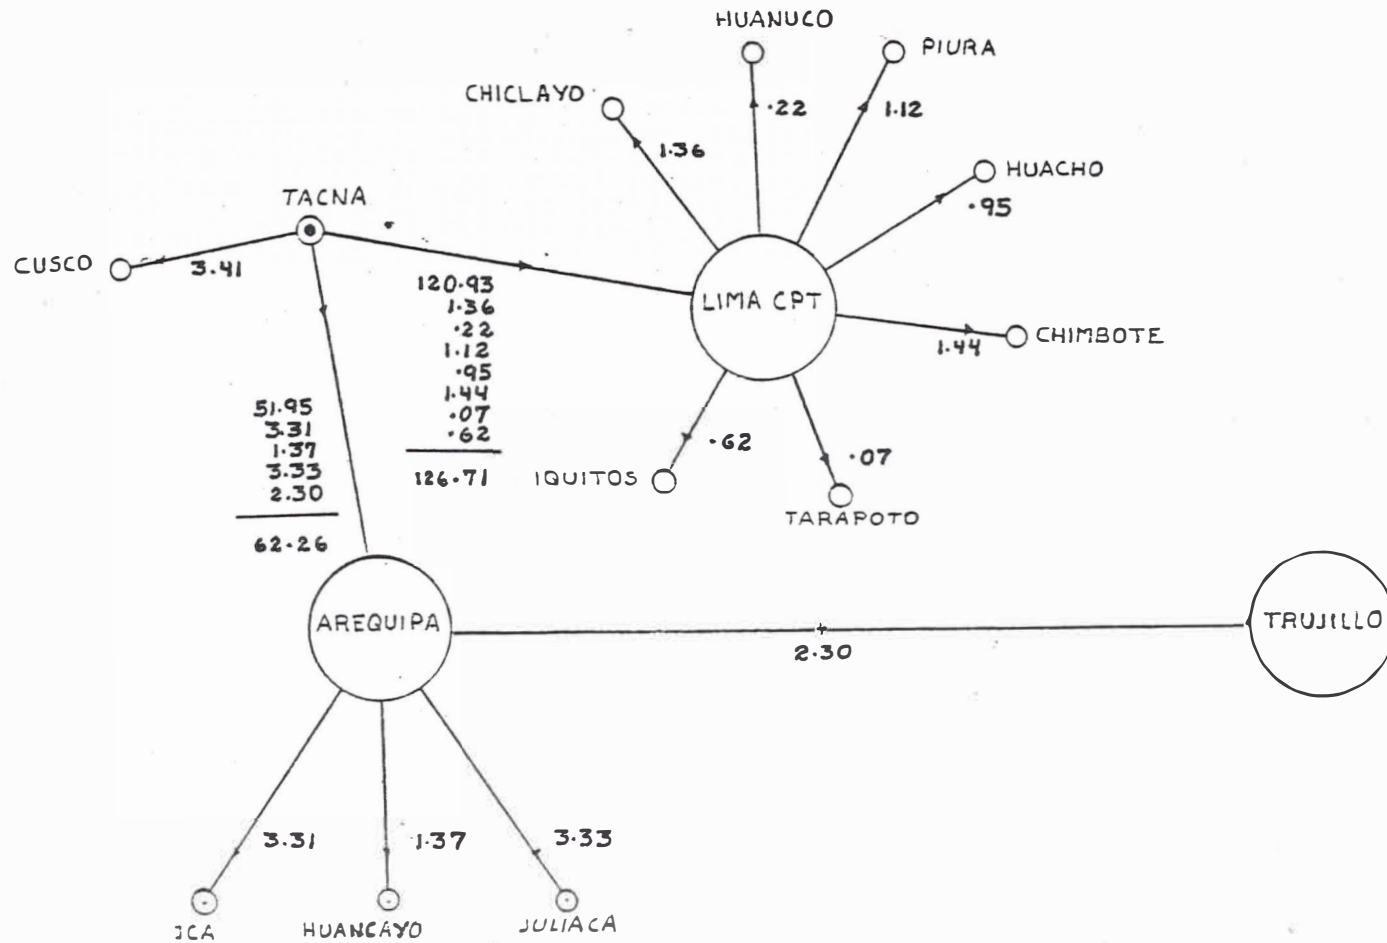 HUANUCO
PIURA
CHICLAYO
·22
1.12
1.36
HUACHO
·95
TACNA
CUSCO
3.41
LIMA CPT
120.93
1.36
·22
1.12
·95
1.44
·07
·62
126.71
CHIMBOTE
1.44
·62
·07
IQUITOS
TARAPOTO
51.95
3.31
1.37
3.33
2.30
62.26
AREQUIPA
TRUJILLO
2.30
3.31
1.37
3.33
ICA
HUANCAYO
JULIACA